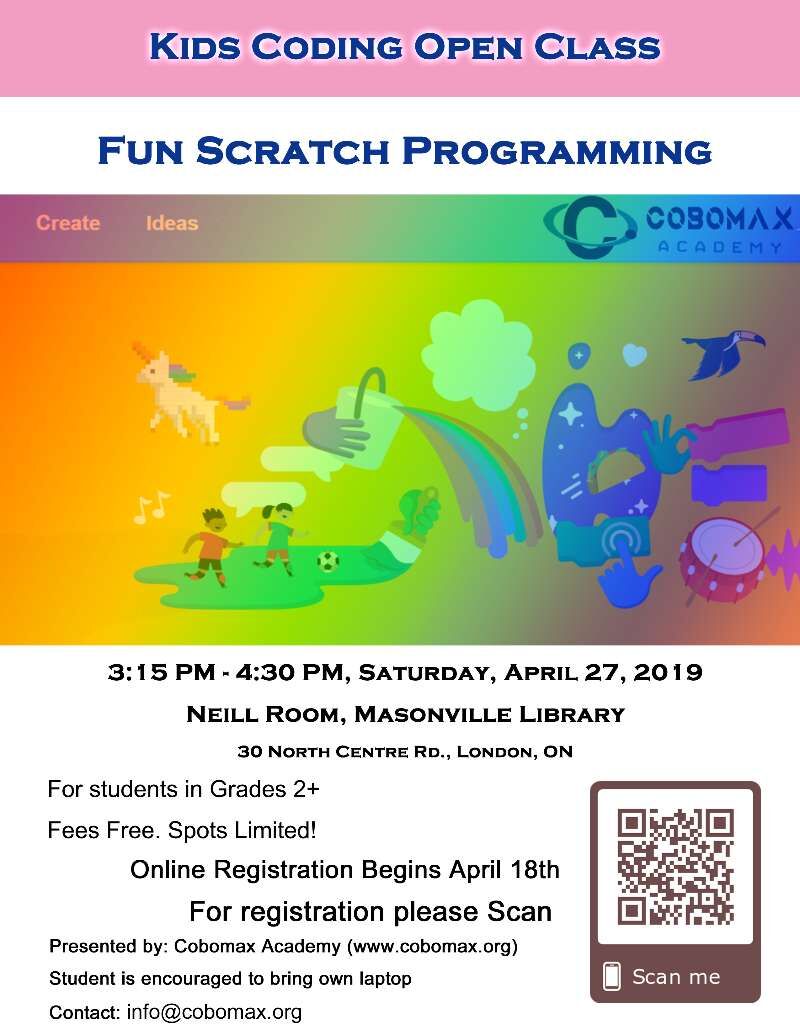 Kids Coding Open Class
Fun Scratch Programming
Create Ideas
COBOMAX
ACADEMY
3:15 PM - 4:30 PM, Saturday, April 27, 2019
Neill Room, Masonville Library
30 North Centre Rd., London, ON
For students in Grades 2+
Fees Free. Spots Limited!
Online Registration Begins April 18th
For registration please Scan
Presented by: Cobomax Academy (www.cobomax.org)
Student is encouraged to bring own laptop
Contact: info@cobomax.org
Scan me